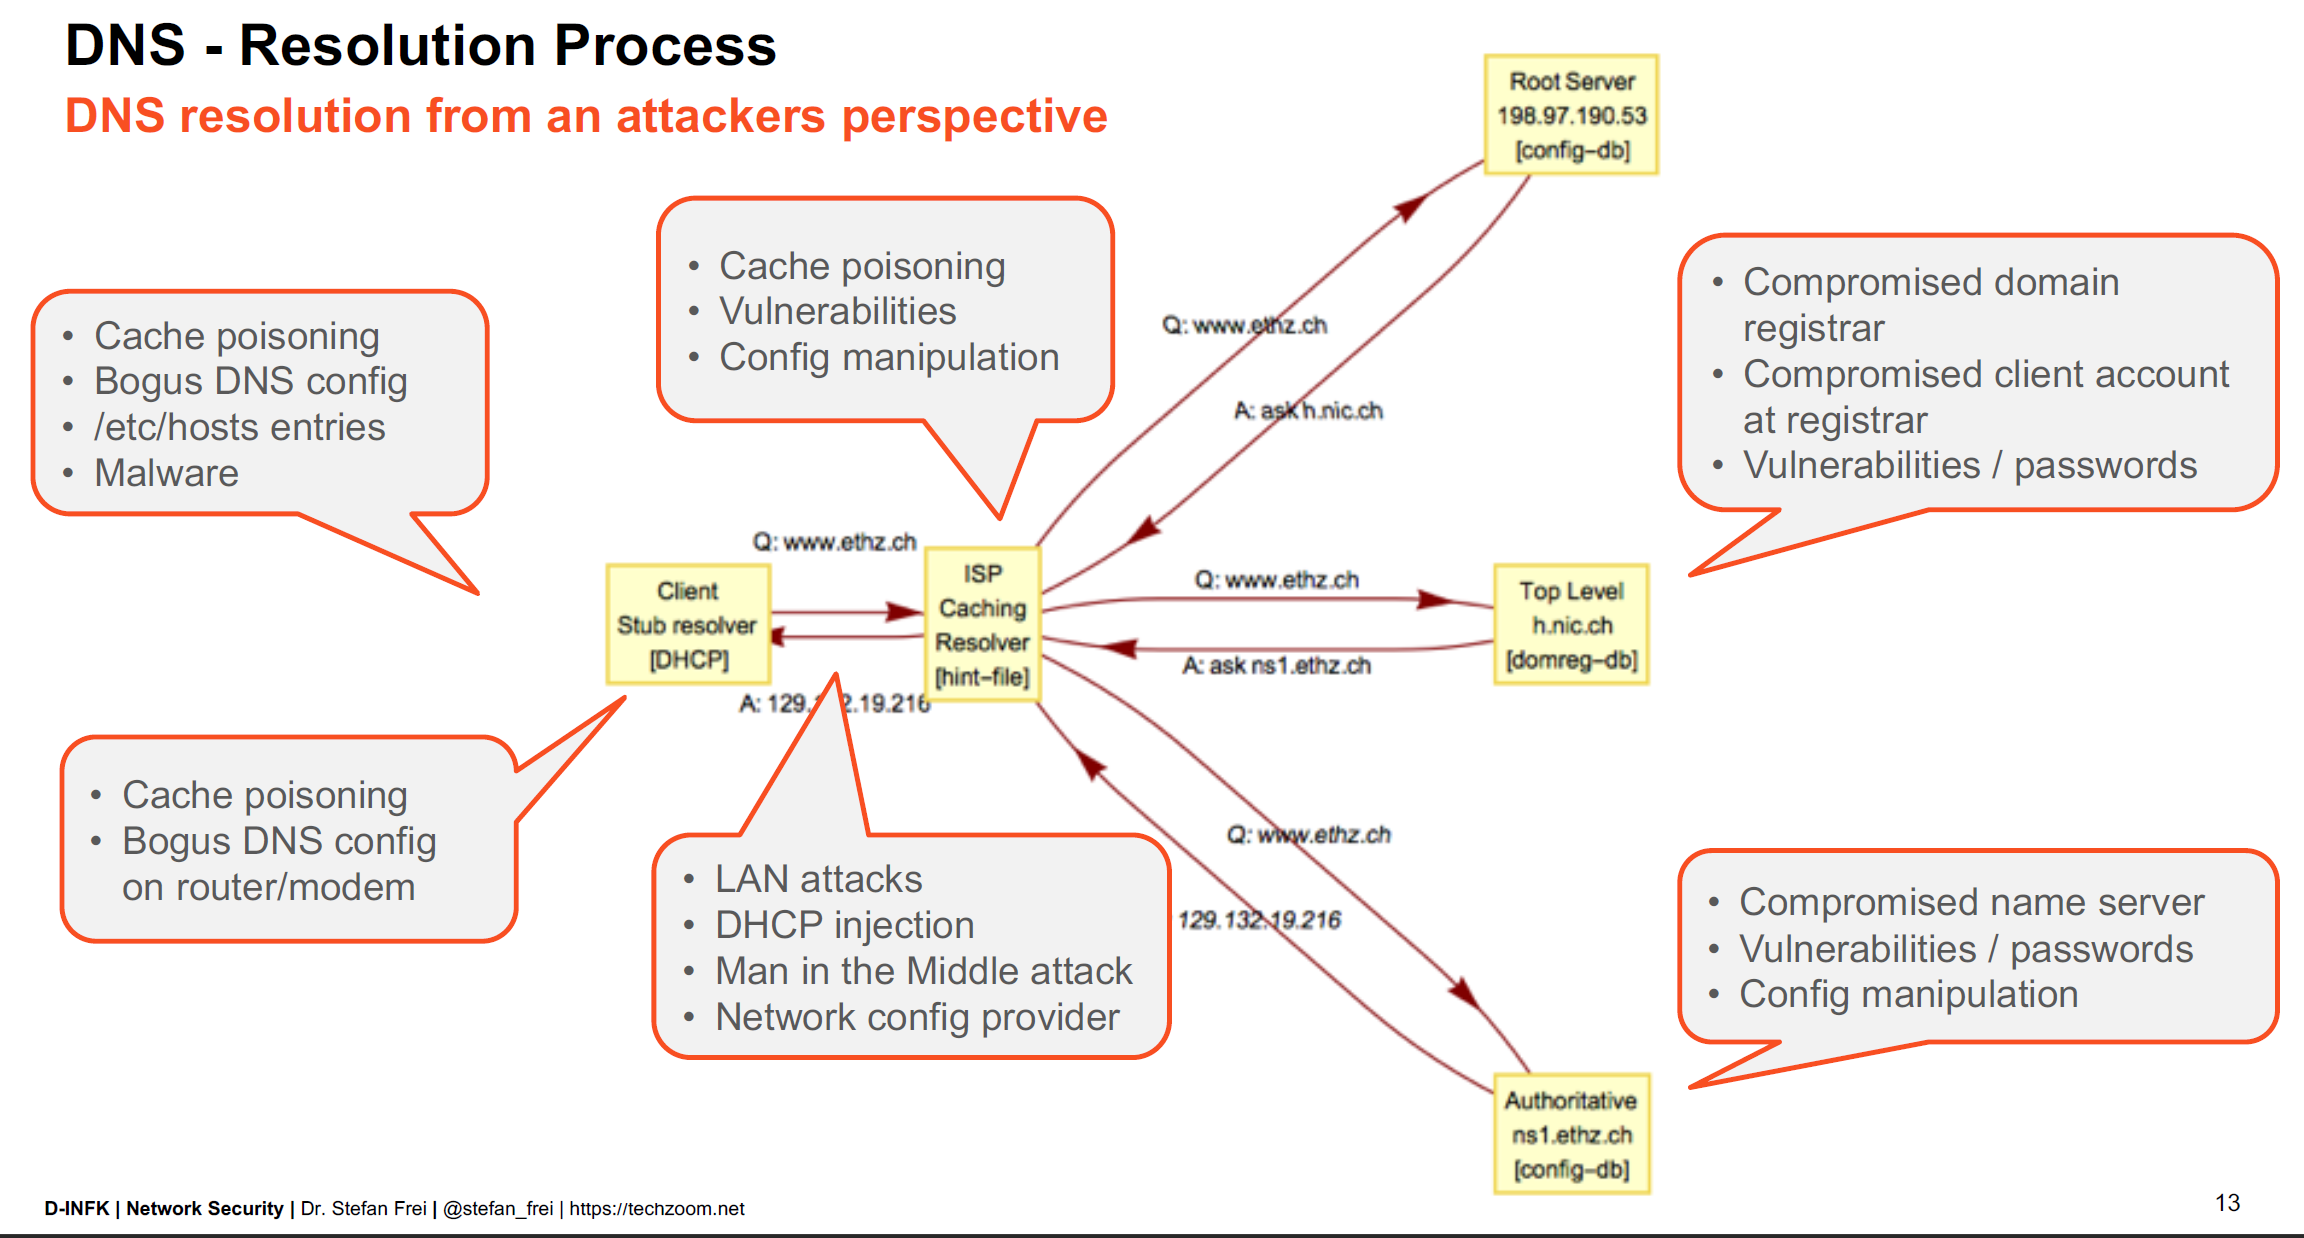 DNS - Resolution Process
DNS resolution from an attackers perspective
Root Server
198.97.190.53
[config-db]
• Cache poisoning
• Vulnerabilities
• Config manipulation
• Compromised domain
registrar
• Compromised client account
at registrar
• Vulnerabilities / passwords
• Cache poisoning
• Bogus DNS config
• /etc/hosts entries
• Malware
Q: www.ethz.ch
A: ask h.nic.ch
Q: www.ethz.ch
Client
Stub resolver
[DHCP]
ISP
Caching
Resolver
[hint-file]
Q: www.ethz.ch
A: ask ns1.ethz.ch
Top Level
h.nic.ch
[domreg-db]
A: 129. 2.19.216
• Cache poisoning
• Bogus DNS config
on router/modem
• LAN attacks
• DHCP injection
• Man in the Middle attack
• Network config provider
Q: www.ethz.ch
129.132.19.216
• Compromised name server
• Vulnerabilities / passwords
• Config manipulation
Authoritative
ns1.ethz.ch
[config-db]
D-INFK | Network Security | Dr. Stefan Frei | @stefan_frei | https://techzoom.net
13